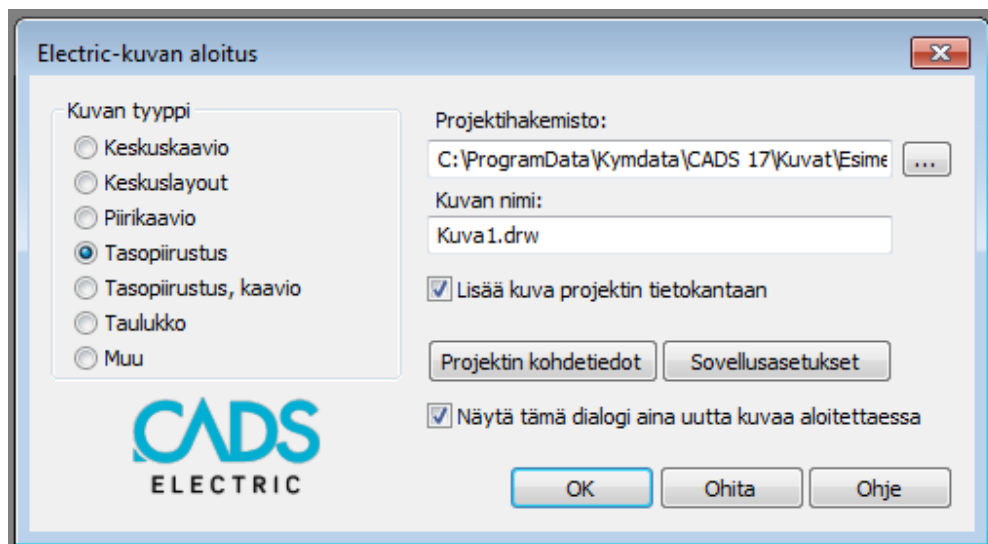 Electric-kuvan aloitus
Kuvan tyyppi
Keskuskaavio
Keskuslayout
Piirikaavio
Tasopiirustus
Tasopiirustus, kaavio
Taulukko
Muu
CADS
ELECTRIC
Projektihakemisto:
C:\ProgramData\Kymdata\CADS 17\Kuvat\Esime
...
Kuvan nimi:
Kuva1.drw
Lisää kuva projektin tietokantaan
Projektin kohdetiedot Sovellusasetukset
Näytä tämä dialogi aina uutta kuvaa aloitettaessa
OK Ohita Ohje